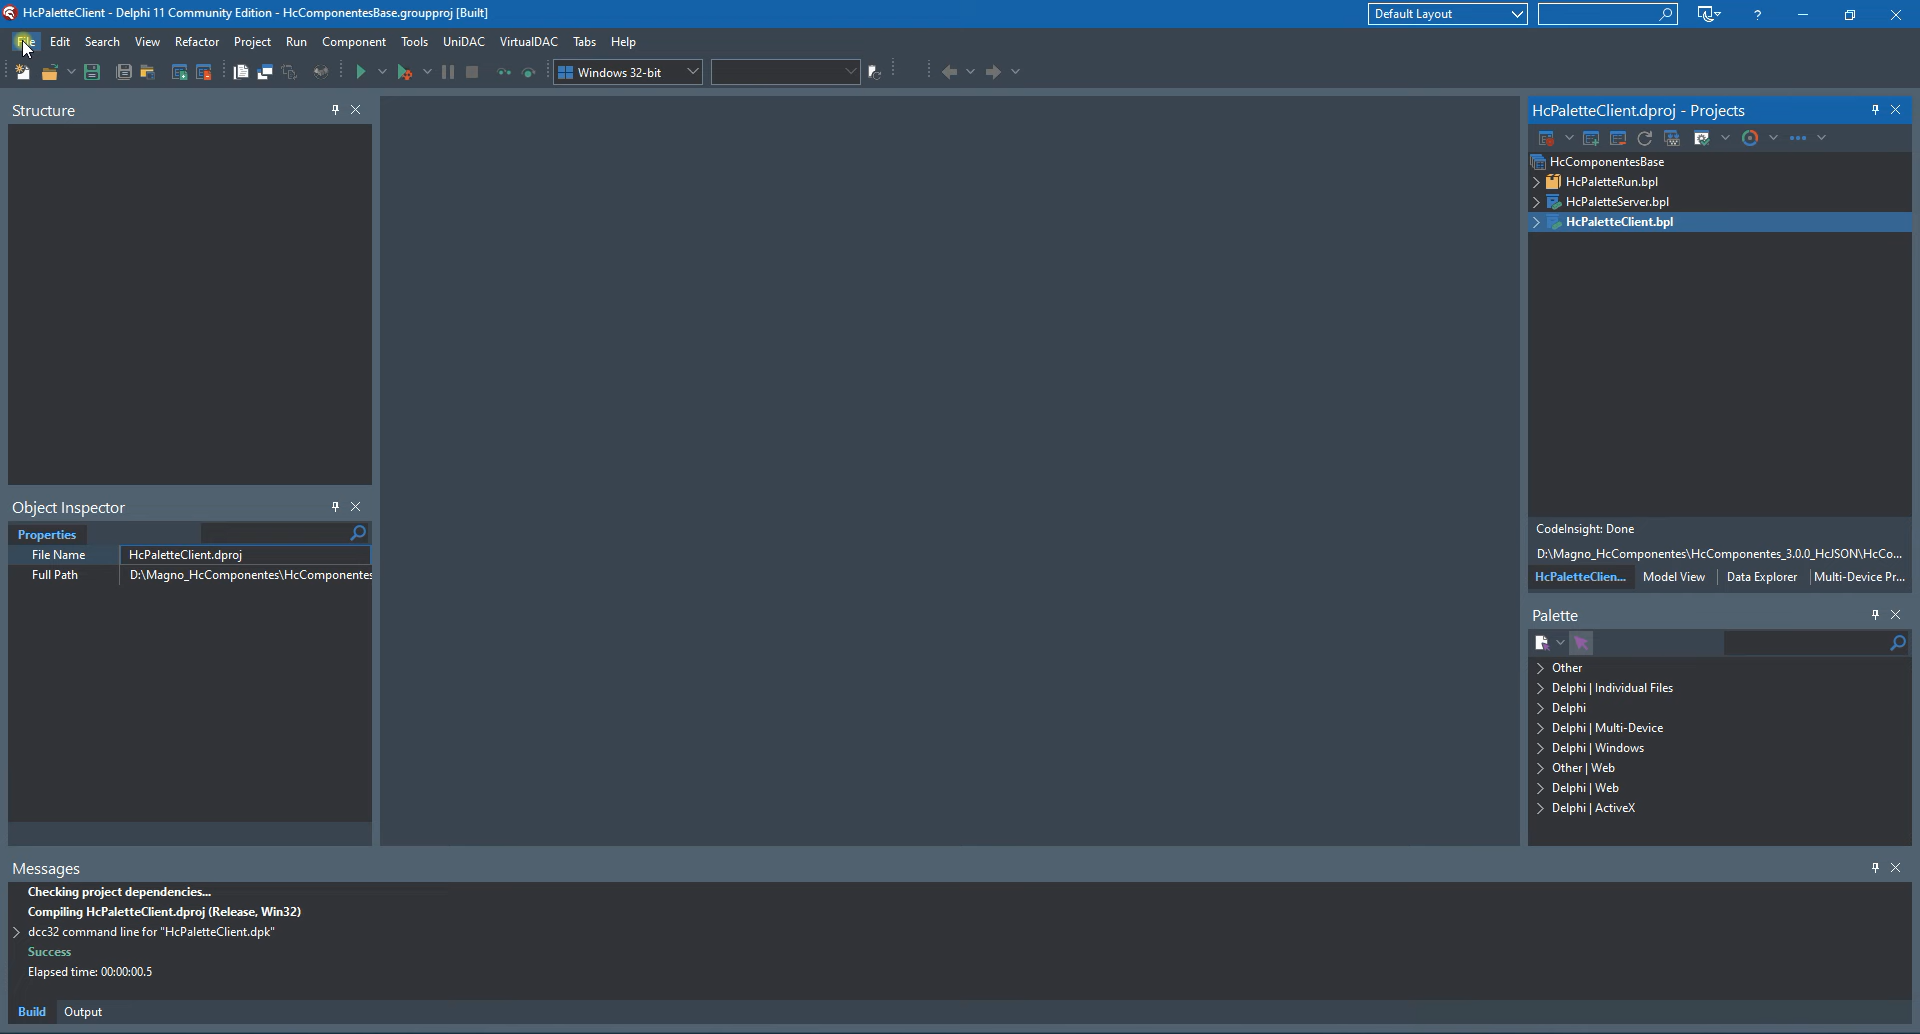 HcPaletteClient - Delphi 11 Community Edition - HcComponentesBase.groupproj [Built]
Default Layout
?
File Edit Search View Refactor Project Run Component Tools UniDAC VirtualDAC Tabs Help
Windows 32-bit
Structure
HcPaletteClient.dproj - Projects
HcComponentesBase
HcPaletteRun.bpl
HcPaletteServer.bpl
HcPaletteClient.bpl
Object Inspector
Properties
File Name HcPaletteClient.dproj
Full Path D:\Magno_HcComponentes\HcComponentes
CodeInsight: Done
D:\Magno_HcComponentes\HcComponentes_3.0.0_HcJSON\HcCo...
HcPaletteClien... Model View Data Explorer Multi-Device Pr...
Palette
Other
Delphi | Individual Files
Delphi
Delphi | Multi-Device
Delphi | Windows
Other | Web
Delphi | Web
Delphi | ActiveX
Messages
Checking project dependencies...
Compiling HcPaletteClient.dproj (Release, Win32)
dcc32 command line for "HcPaletteClient.dpk"
Success
Elapsed time: 00:00:00.5
Build Output